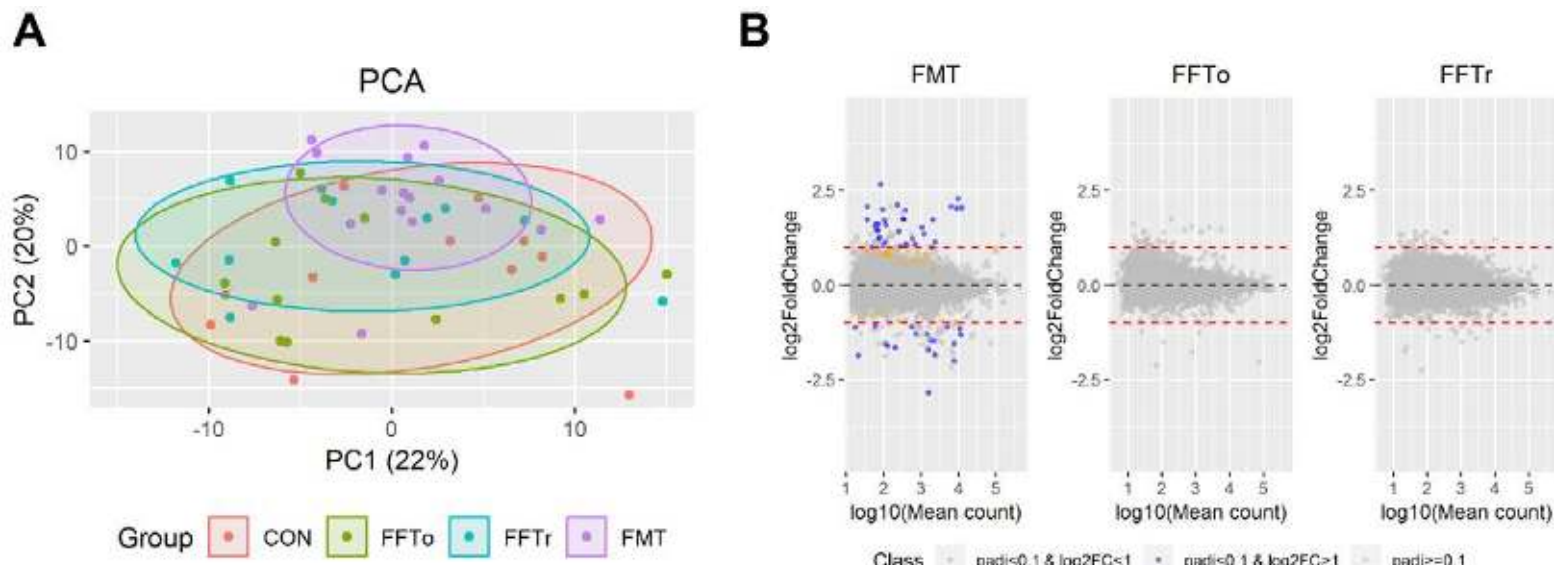 A
PCA
10
0
-10
PC2 (20%)
-10
0
10
PC1 (22%)
Group
CON
FFTo
FFTr
FMT
B
FMT
FFTo
FFTr
log2FoldChange
2.5
0.0
-2.5
1 2 3 4 5
log10(Mean count)
log2FoldChange
2.5
0.0
-2.5
1 2 3 4 5
log10(Mean count)
log2FoldChange
2.5
0.0
-2.5
1 2 3 4 5
log10(Mean count)
Class
padj<0.1 & log2FC<1
padj<0.1 & log2FC>1
padj>=0.1